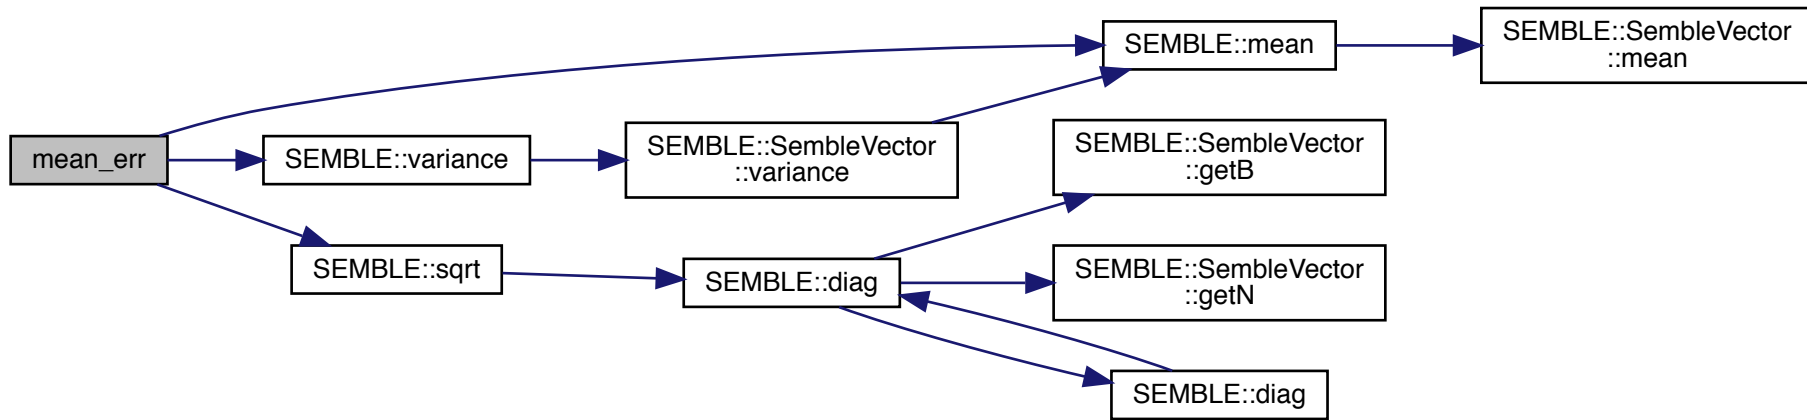 mean_err
SEMBLE::mean
SEMBLE::SembleVector
::mean
SEMBLE::variance
SEMBLE::SembleVector
::variance
SEMBLE::sqrt
SEMBLE::diag
SEMBLE::SembleVector
::getB
SEMBLE::SembleVector
::getN
SEMBLE::diag